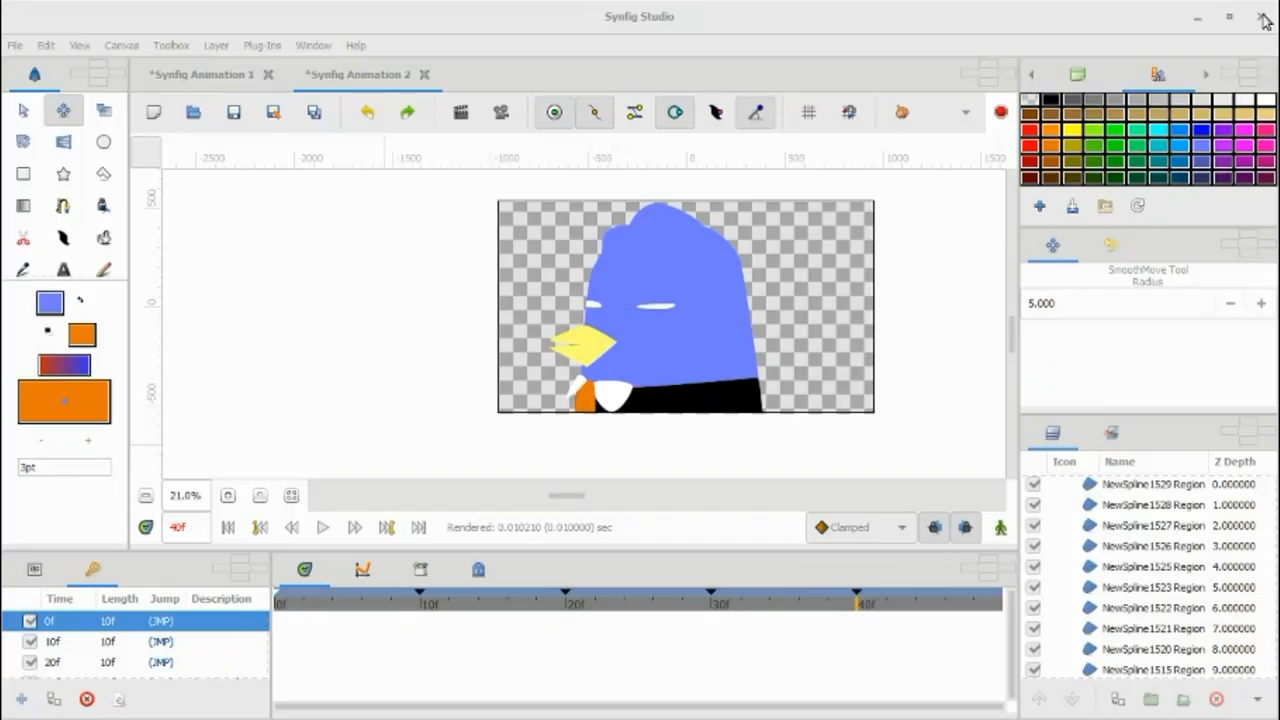 Synfig Studio
File Edit View Canvas Toolbox Layer Plug-Ins Window Help
*Synfig Animation 1 *Synfig Animation 2
-2500 -2000 -1500 -1000 -500 0 500 1000 1500
500
0
-500
SmoothMove Tool
Radius
5.000
3pt
Icon Name Z Depth
NewSpline1529 Region 0.000000
NewSpline1528 Region 1.000000
NewSpline1527 Region 2.000000
NewSpline1526 Region 3.000000
NewSpline1525 Region 4.000000
NewSpline1523 Region 5.000000
NewSpline1522 Region 6.000000
NewSpline1521 Region 7.000000
NewSpline1520 Region 8.000000
NewSpline1515 Region 9.000000
21.0%
40f Rendered: 0.010210 (0.010000) sec Clamped
Time Length Jump Description
0f 10f (JMP)
10f 10f (JMP)
20f 10f (JMP)
0f 10f 20f 30f 40f